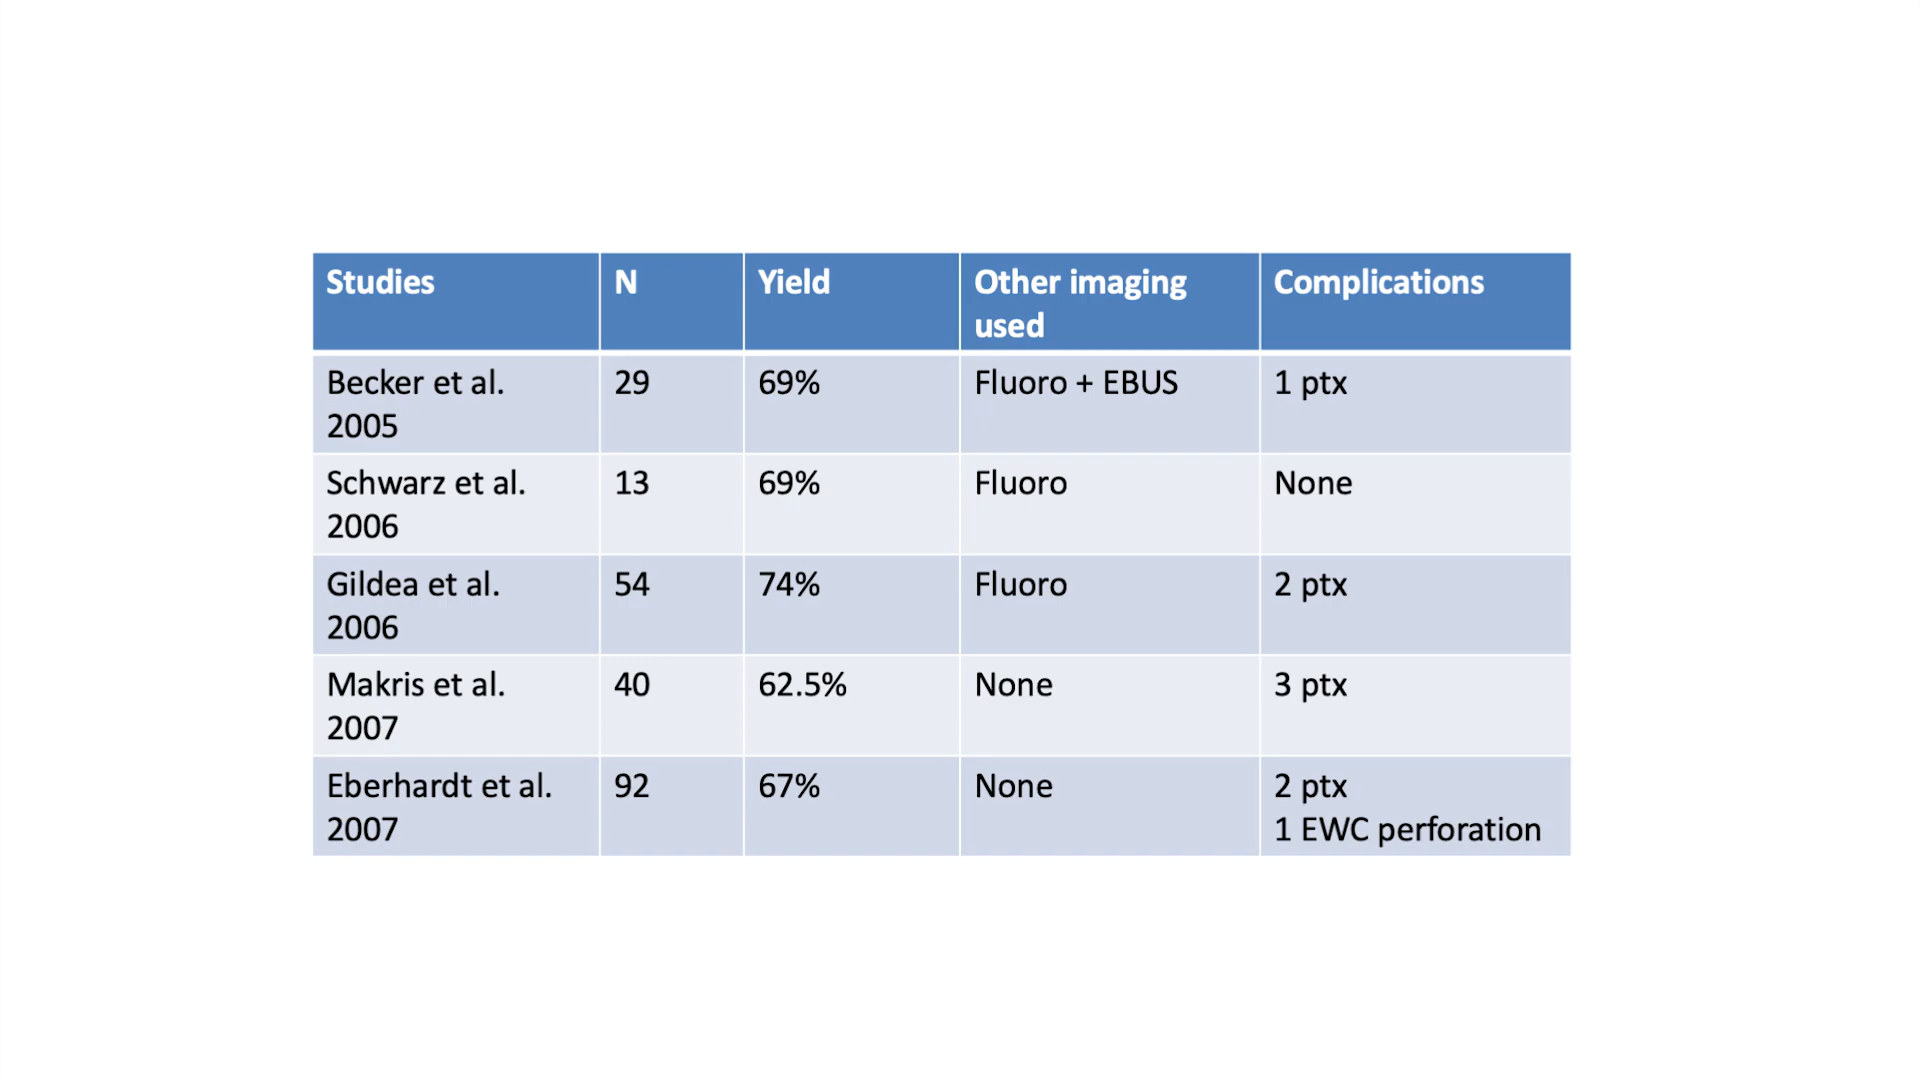 Studies N Yield Other imaging Complications
used
Becker et al. 29 69% Fluoro + EBUS 1 ptx
2005
Schwarz et al. 13 69% Fluoro None
2006
Gildea et al. 54 74% Fluoro 2 ptx
2006
Makris et al. 40 62.5% None 3 ptx
2007
Eberhardt et al. 92 67% None 2 ptx
2007 1 EWC perforation